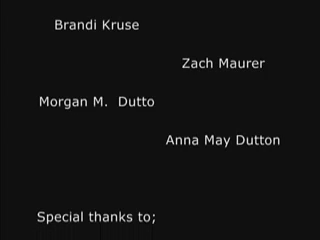 Brandi Kruse
Zach Maurer
Morgan M.  Dutto
Anna May Dutton
Special thanks to;